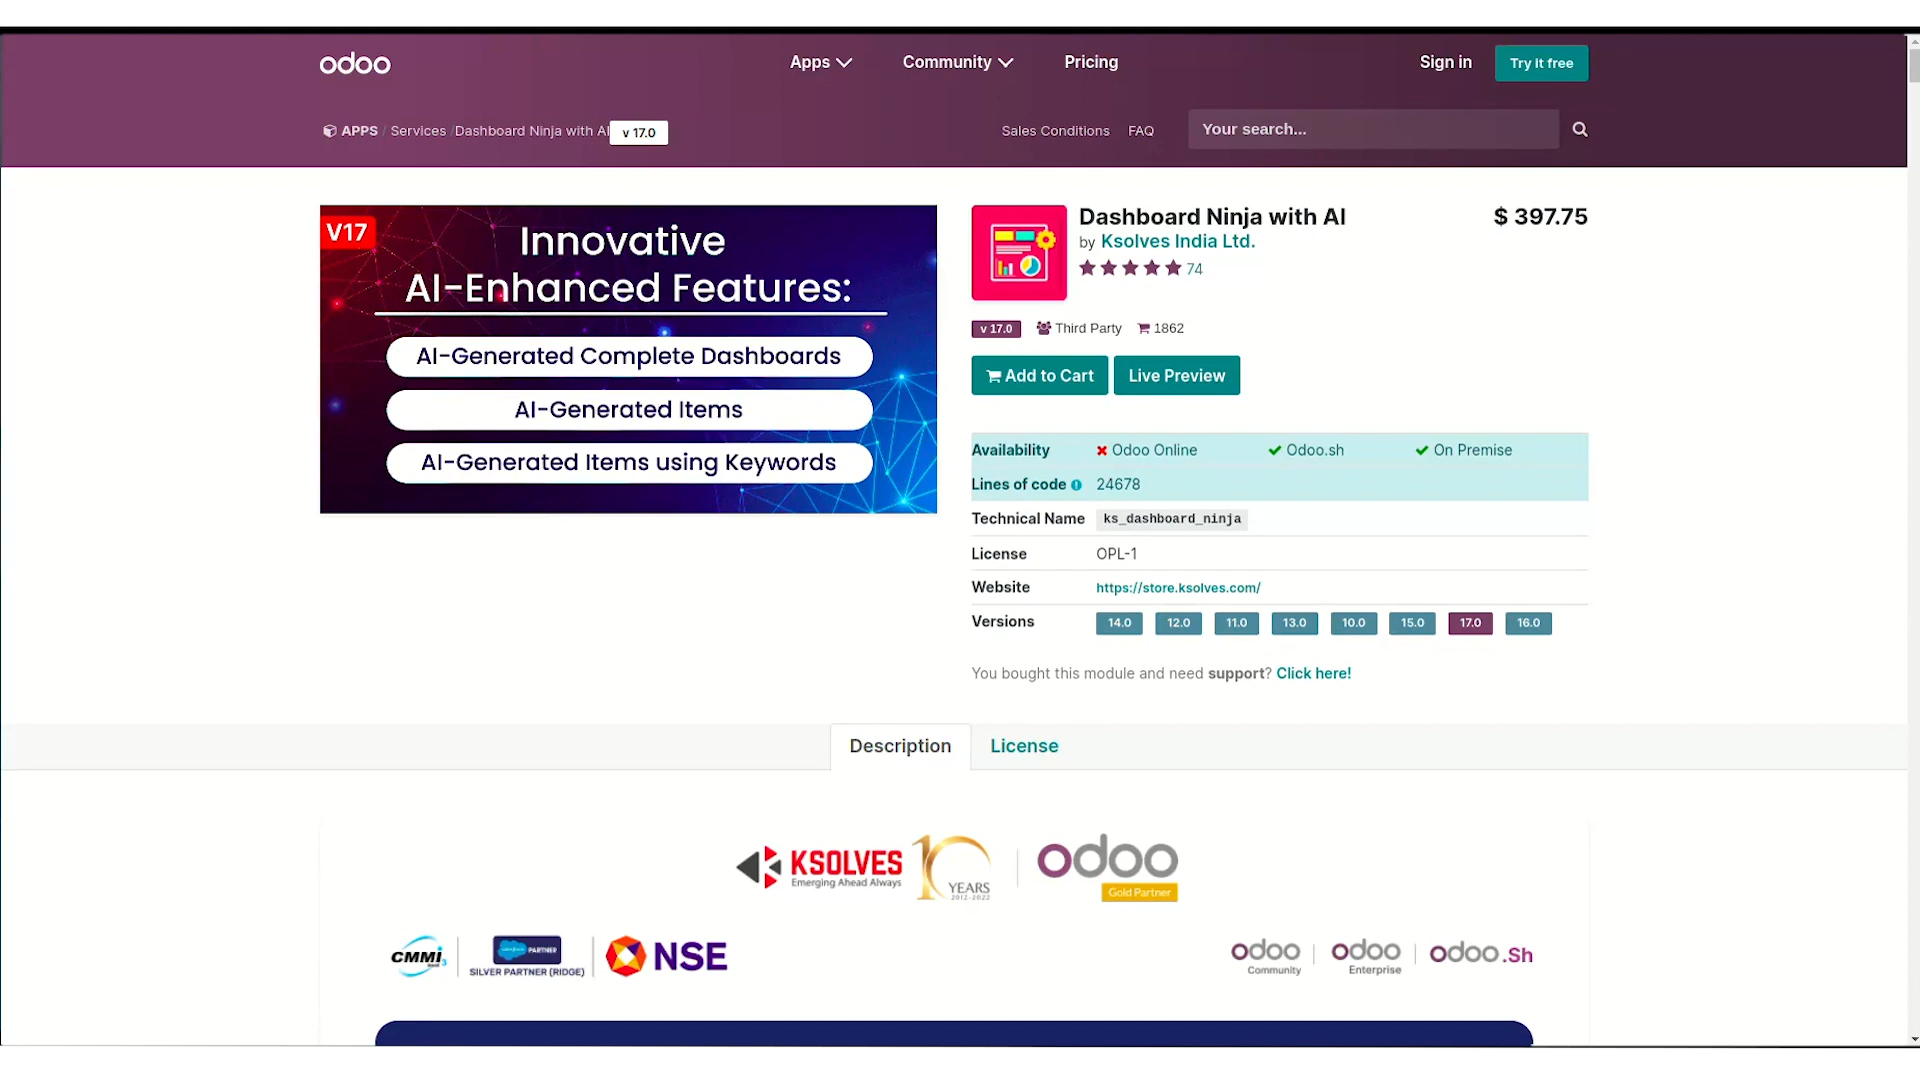 odoo
Apps
Community
Pricing
Sign in
Try it free
APPS / Services / Dashboard Ninja with AI v 17.0
Sales Conditions
FAQ
Your search...
V17
Innovative
AI-Enhanced Features:
AI-Generated Complete Dashboards
AI-Generated Items
AI-Generated Items using Keywords
Dashboard Ninja with AI
$ 397.75
by Ksolves India Ltd.
74
v 17.0 Third Party 1862
Add to Cart
Live Preview
Availability Odoo Online Odoo.sh On Premise
Lines of code 24678
Technical Name ks_dashboard_ninja
License OPL-1
Website https://store.ksolves.com/
Versions 14.0 12.0 11.0 13.0 10.0 15.0 17.0 16.0
You bought this module and need support? Click here!
Description
License
KSOLVES
Emerging Ahead Always
10
YEARS
2012-2022
odoo
Gold Partner
CMMI 3
PARTNER
SILVER PARTNER (RIDGE)
NSE
odoo
Community
odoo
Enterprise
odoo.Sh